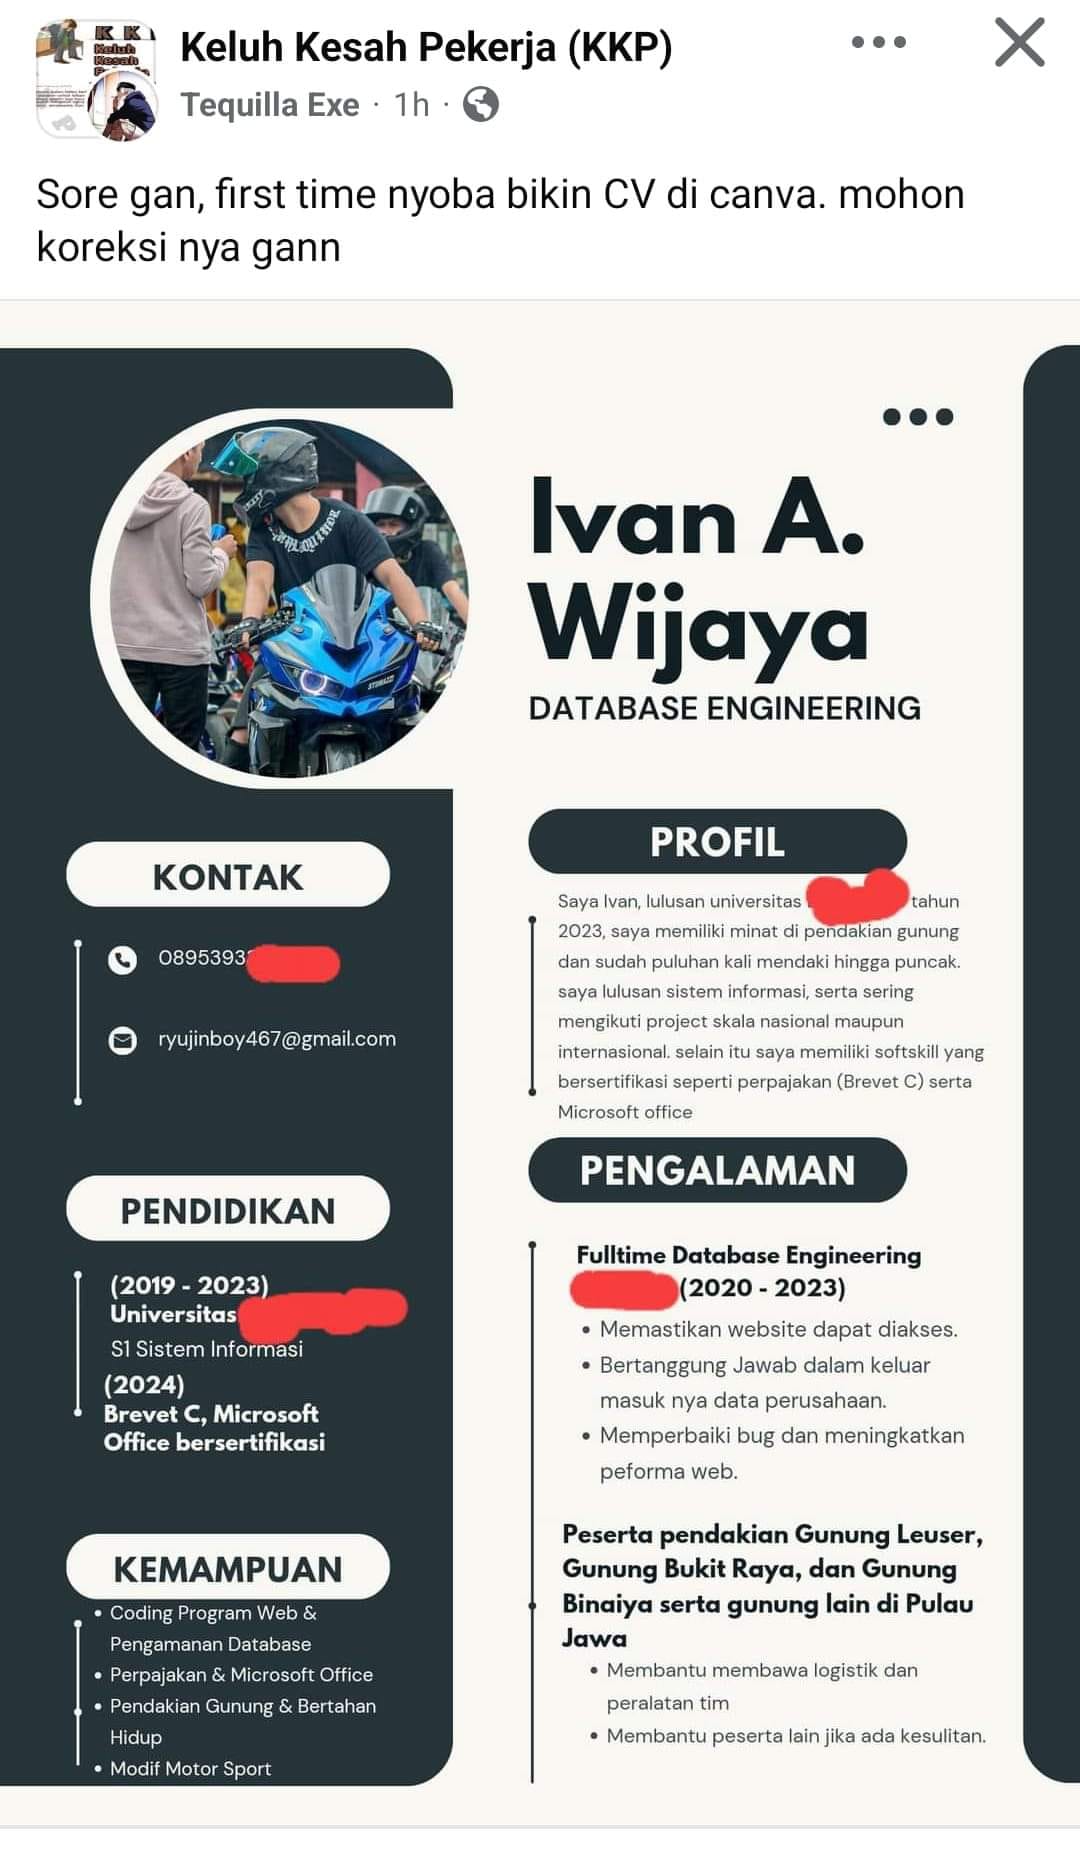 Keluh Kesah Pekerja (KKP)
Tequilla Exe · 1h ·
Sore gan, first time nyoba bikin CV di canva. mohon
koreksi nya gann
K K
Keluh
Kesah
Ivan A.
Wijaya
DATABASE ENGINEERING
KONTAK
0895393
ryujinboy467@gmail.com
PENDIDIKAN
(2019 - 2023)
Universitas
S1 Sistem Informasi
(2024)
Brevet C, Microsoft
Office bersertifikasi
KEMAMPUAN
• Coding Program Web &
Pengamanan Database
• Perpajakan & Microsoft Office
• Pendakian Gunung & Bertahan
Hidup
• Modif Motor Sport
PROFIL
Saya Ivan, lulusan universitas tahun
2023, saya memiliki minat di pendakian gunung
dan sudah puluhan kali mendaki hingga puncak.
saya lulusan sistem informasi, serta sering
mengikuti project skala nasional maupun
internasional. selain itu saya memiliki softskill yang
bersertifikasi seperti perpajakan (Brevet C) serta
Microsoft office
PENGALAMAN
Fulltime Database Engineering
(2020 - 2023)
• Memastikan website dapat diakses.
• Bertanggung Jawab dalam keluar
masuk nya data perusahaan.
• Memperbaiki bug dan meningkatkan
peforma web.
Peserta pendakian Gunung Leuser,
Gunung Bukit Raya, dan Gunung
Binaiya serta gunung lain di Pulau
Jawa
• Membantu membawa logistik dan
peralatan tim
• Membantu peserta lain jika ada kesulitan.